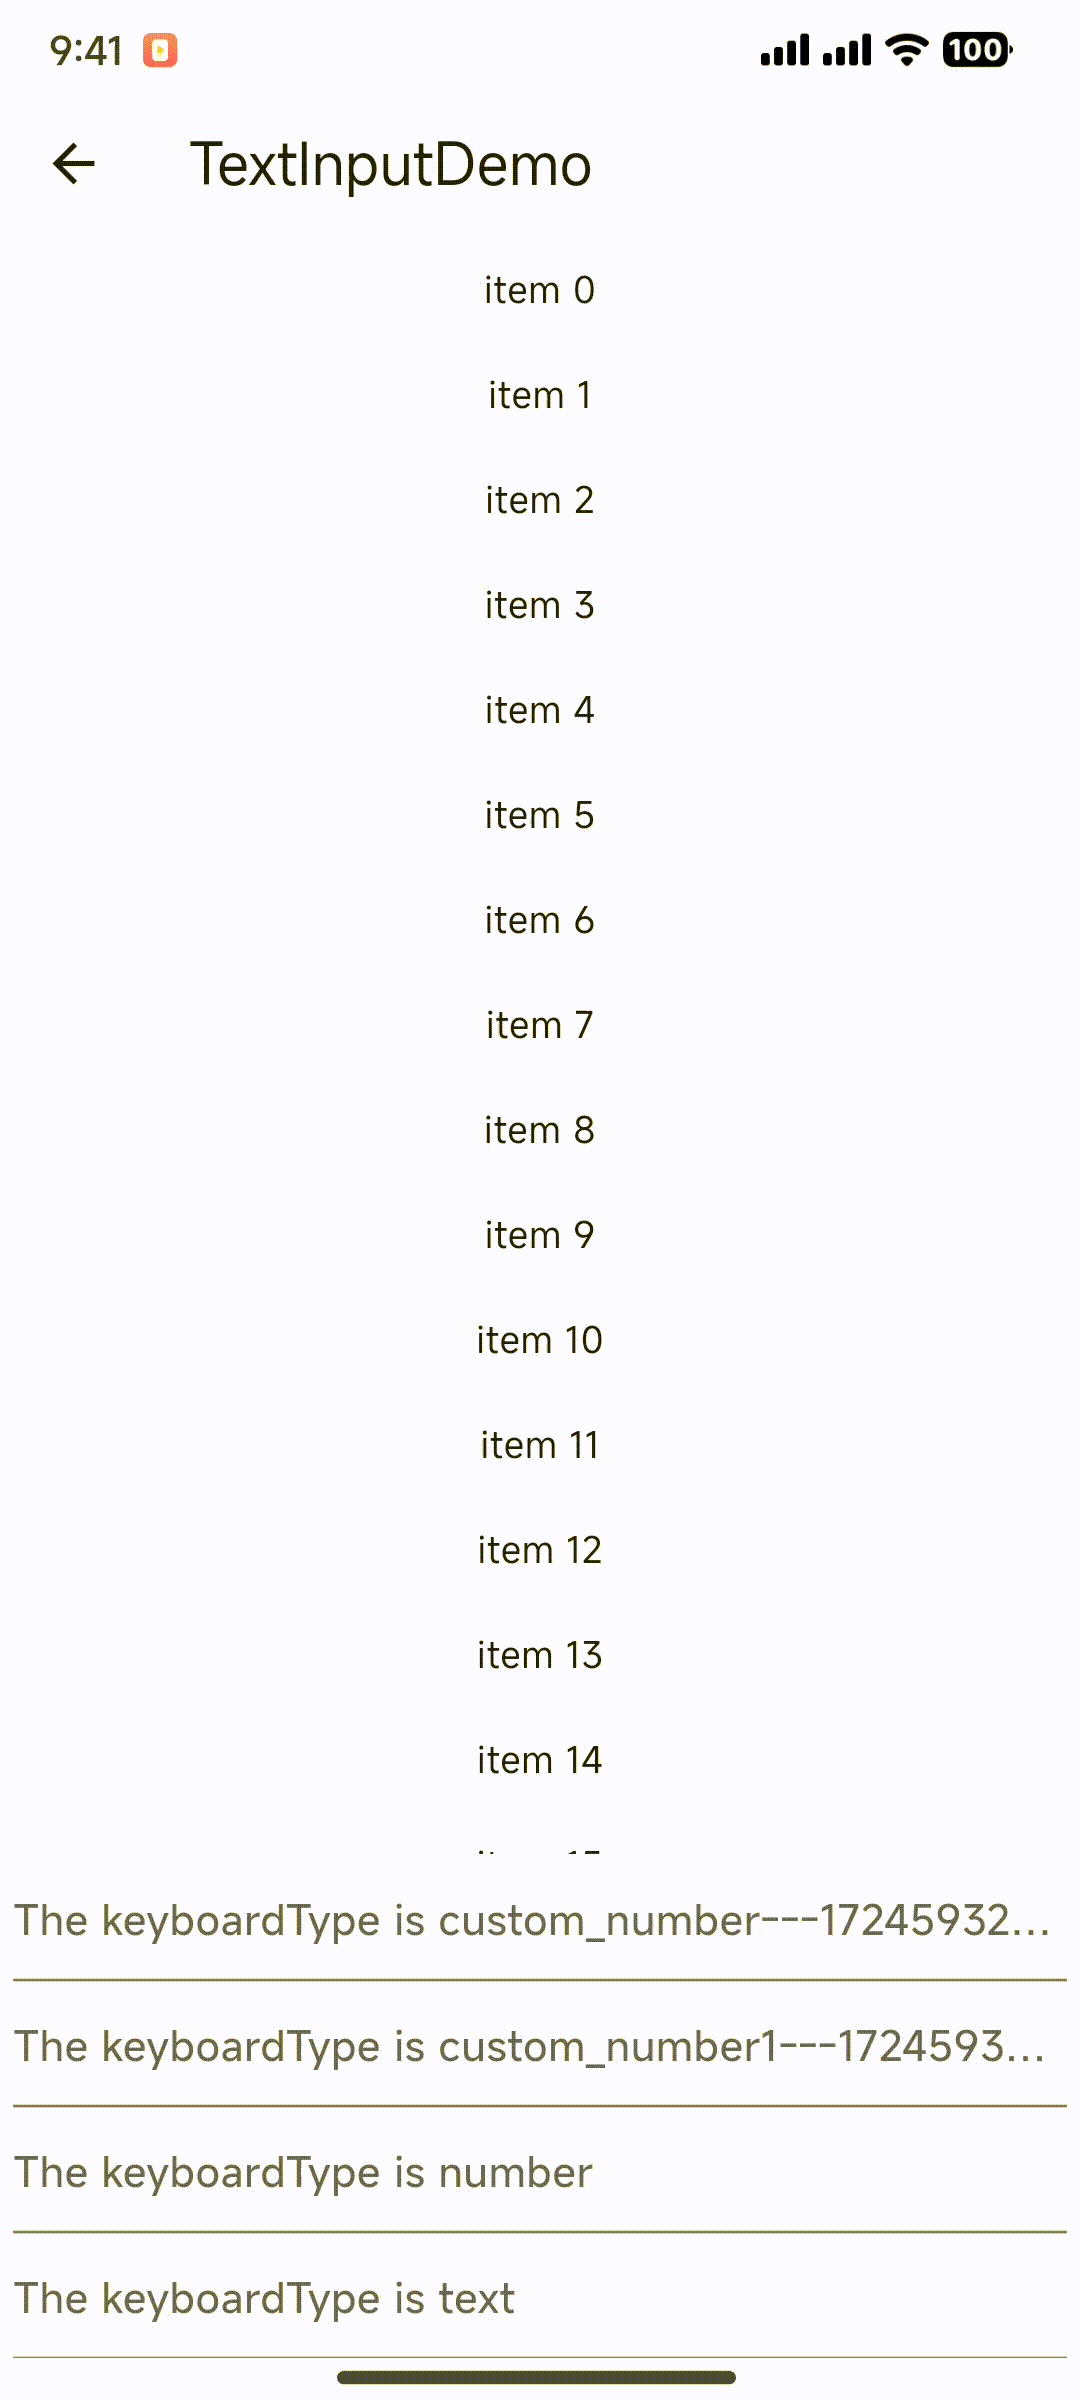 9:41 100
TextInputDemo
item 0
item 1
item 2
item 3
item 4
item 5
item 6
item 7
item 8
item 9
item 10
item 11
item 12
item 13
item 14
The keyboardType is custom_number---17245932...
The keyboardType is custom_number1---1724593...
The keyboardType is number
The keyboardType is text